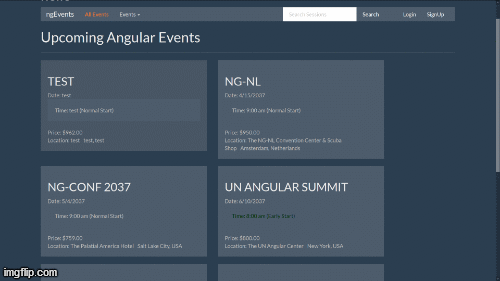 ngEvents All Events Events Search Sessions Search Login SignUp
Upcoming Angular Events
TEST
Date: test
Time: test (Normal Start)
Price: $962.00
Location: test test, test
NG-NL
Date: 4/15/2037
Time: 9:00 am (Normal Start)
Price: $950.00
Location: The NG-NL Convention Center & Scuba
Shop Amsterdam, Netherlands
NG-CONF 2037
Date: 5/4/2037
Time: 9:00 am (Normal Start)
Price: $759.00
Location: The Palatial America Hotel Salt Lake City, USA
UN ANGULAR SUMMIT
Date: 6/10/2037
Time: 8:00 am (Early Start)
Price: $800.00
Location: The UN Angular Center New York, USA
imgflip.com